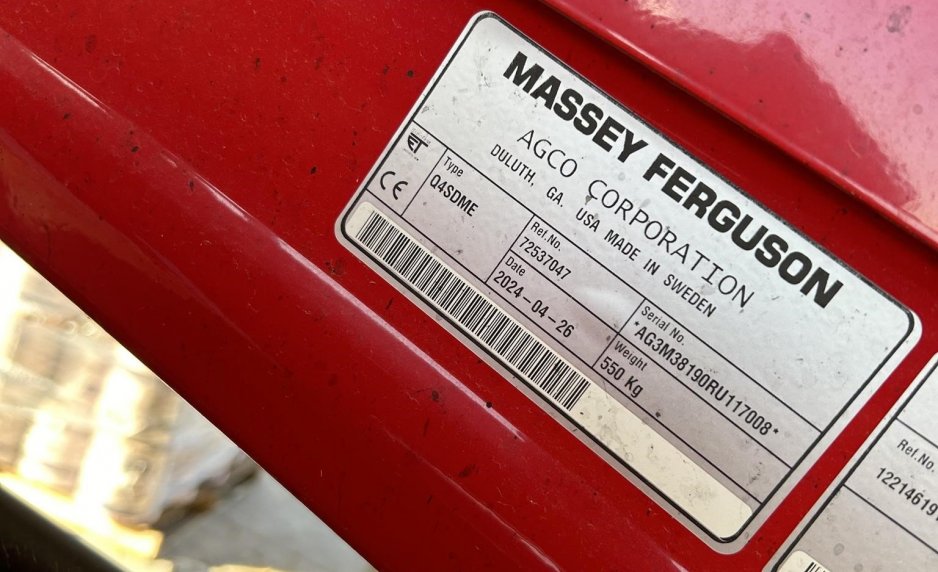 MASSEY FERGUSON
AGCO CORPORATION
DULUTH, GA, USA MADE IN SWEDEN
CE
Type
Q4SDME
Ref.No.
72537047
Serial No.
*AG3M38190RU117008*
Date
2024-04-26
Weight
550 Kg
Ref.No.